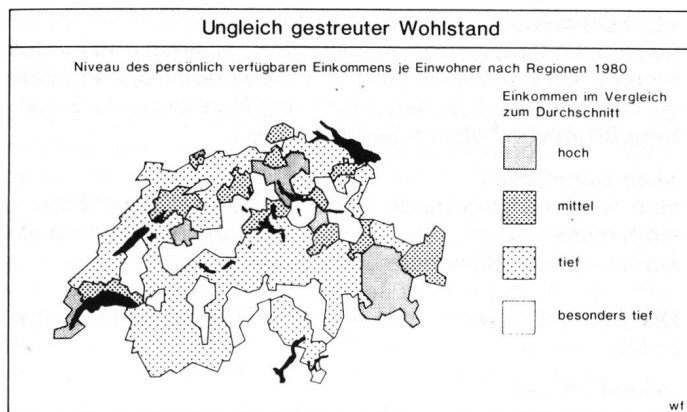 Ungleich gestreuter Wohlstand
Niveau des persönlich verfügbaren Einkommens je Einwohner nach Regionen 1980
Einkommen im Vergleich
zum Durchschnitt
hoch
mittel
tief
besonders tief
wf